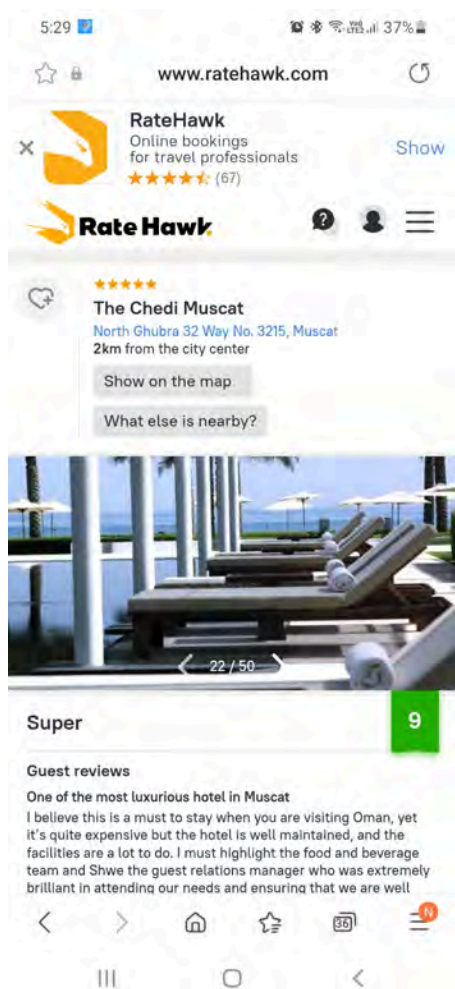 5:29
37%
www.ratehawk.com
RateHawk
Online bookings
for travel professionals
(67)
Show
Rate Hawk.
The Chedi Muscat
North Ghubra 32 Way No. 3215, Muscat
2km from the city center
Show on the map
What else is nearby?
22 / 50
Super
9
Guest reviews
One of the most luxurious hotel in Muscat
I believe this is a must to stay when you are visiting Oman, yet
it's quite expensive but the hotel is well maintained, and the
facilities are a lot to do. I must highlight the food and beverage
team and Shwe the guest relations manager who was extremely
brilliant in attending our needs and ensuring that we are well
36
N